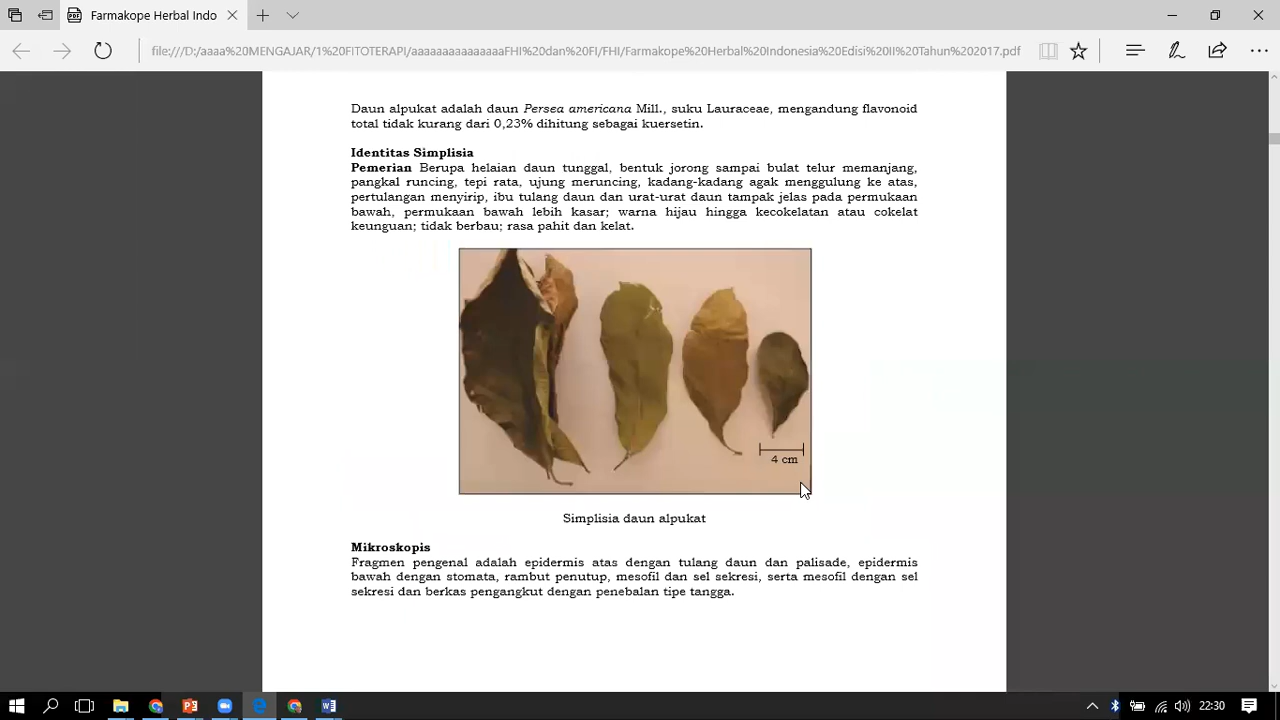 Farmakope Herbal Indo
file:///D:/aaaa%20MENGAJAR/1%20FITOTERAPI/aaaaaaaaaaaaaaaFHI%20dan%20FI/FHI/Farmakope%20Herbal%20Indonesia%20Edisi%20II%20Tahun%202017.pdf
Daun alpukat adalah daun Persea americana Mill., suku Lauraceae, mengandung flavonoid
total tidak kurang dari 0,23% dihitung sebagai kuersetin.
Identitas Simplisia
Pemerian Berupa helaian daun tunggal, bentuk jorong sampai bulat telur memanjang,
pangkal runcing, tepi rata, ujung meruncing, kadang-kadang agak menggulung ke atas,
pertulangan menyirip, ibu tulang daun dan urat-urat daun tampak jelas pada permukaan
bawah, permukaan bawah lebih kasar; warna hijau hingga kecokelatan atau cokelat
keunguan; tidak berbau; rasa pahit dan kelat.
4 cm
Simplisia daun alpukat
Mikroskopis
Fragmen pengenal adalah epidermis atas dengan tulang daun dan palisade, epidermis
bawah dengan stomata, rambut penutup, mesofil dan sel sekresi, serta mesofil dengan sel
sekresi dan berkas pengangkut dengan penebalan tipe tangga.
22:30